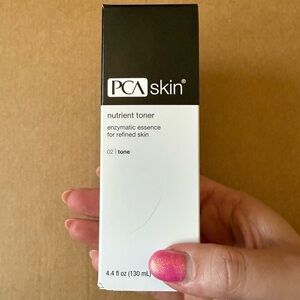 PCA skin®
nutrient toner
enzymatic essence
for refined skin
02 | tone
4.4 fl oz (130 mL)